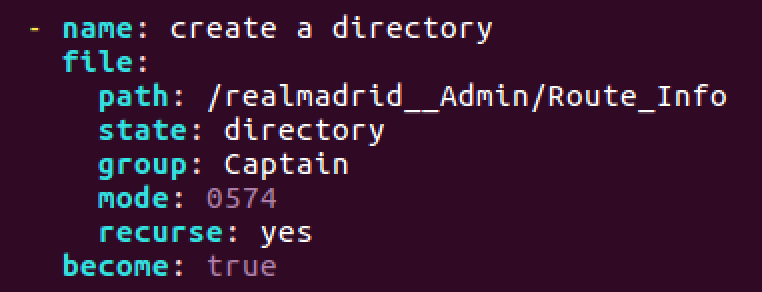 - name: create a directory
  file:
    path: /realmadrid__Admin/Route_Info
    state: directory
    group: Captain
    mode: 0574
    recurse: yes
  become: true